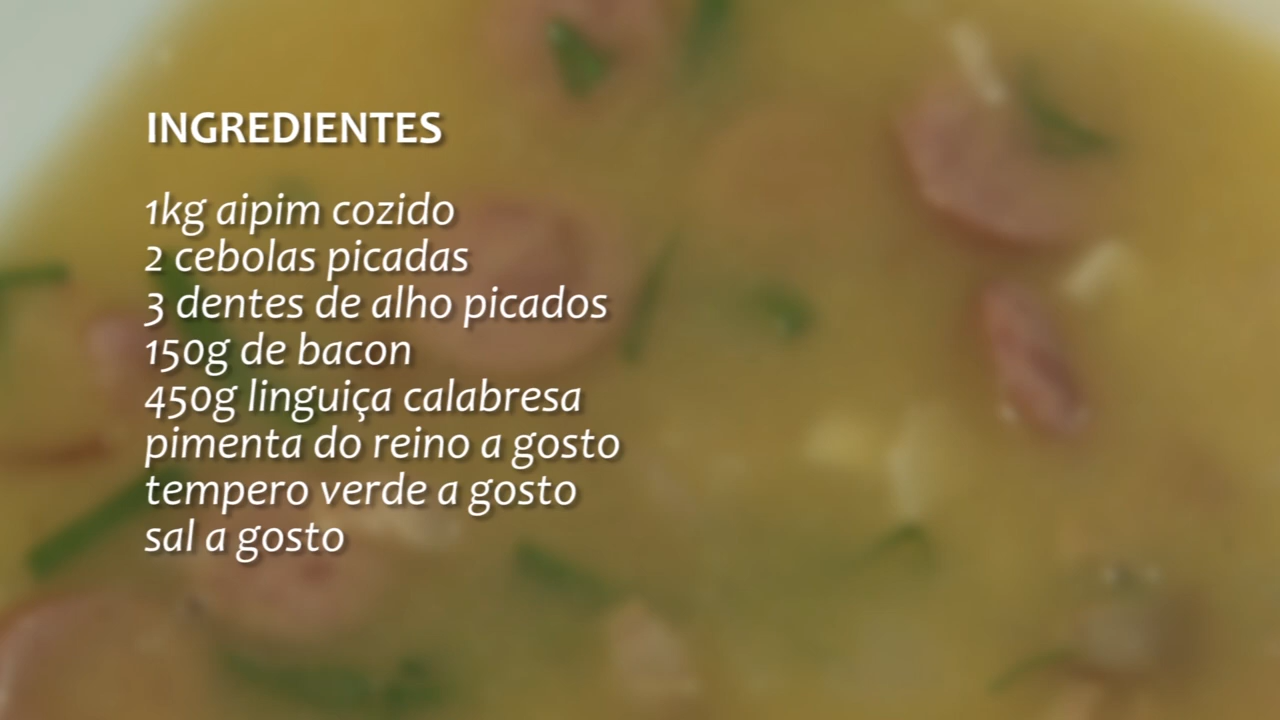 INGREDIENTES
1kg aipim cozido
2 cebolas picadas
3 dentes de alho picados
150g de bacon
450g linguiça calabresa
pimenta do reino a gosto
tempero verde a gosto
sal a gosto